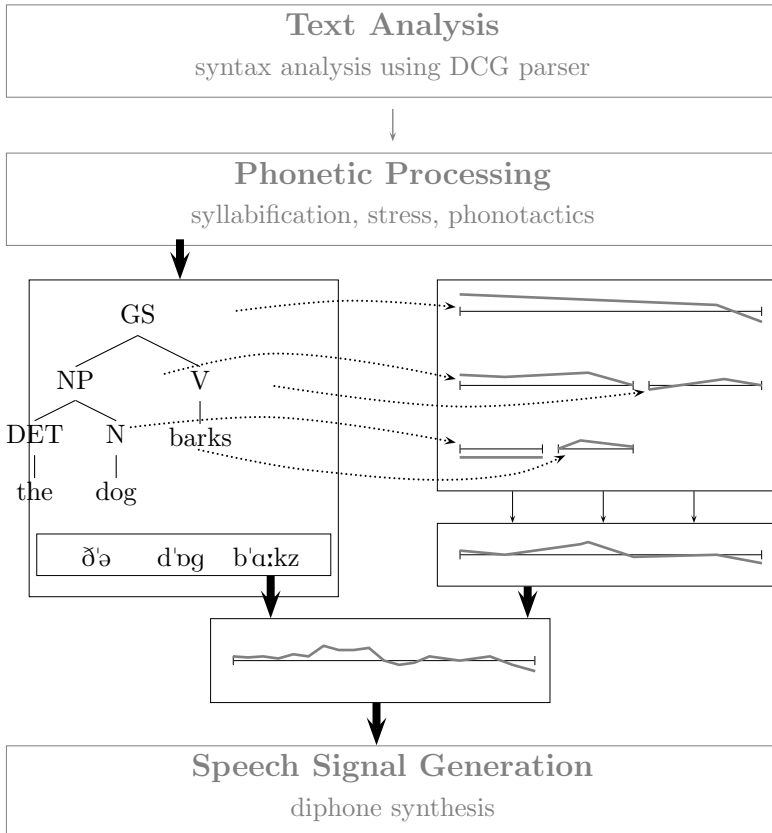 Text Analysis
syntax analysis using DCG parser
Phonetic Processing
syllabification, stress, phonotactics
GS
NP V
DET N barks
the dog
ðˈə dˈɒɡ bˈɑːkz
Speech Signal Generation
diphone synthesis